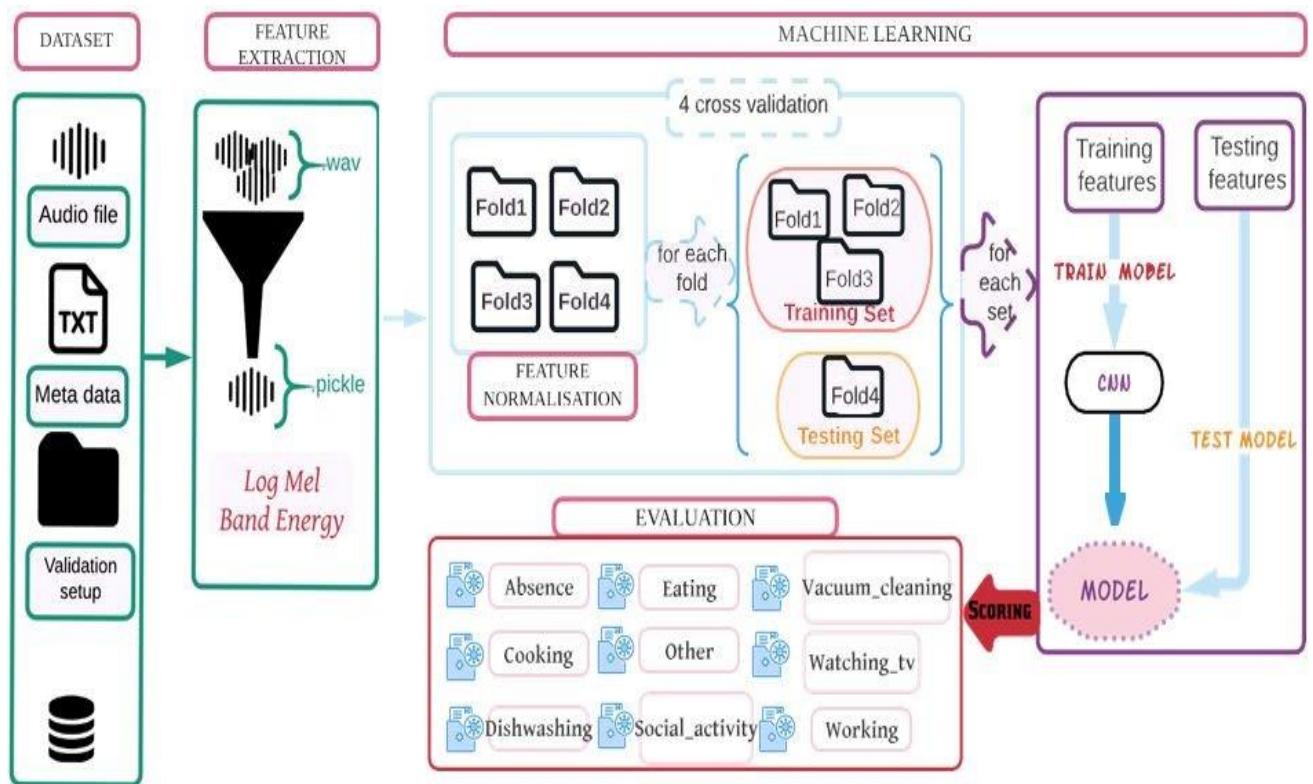 DATASET
FEATURE
EXTRACTION
MACHINE LEARNING
Audio file
TXT
Meta data
Validation
setup
.wav
.pickle
Log Mel
Band Energy
4 cross validation
Fold1
Fold2
Fold3
Fold4
FEATURE
NORMALISATION
for each
fold
Fold1
Fold2
Fold3
Training Set
Fold4
Testing Set
for
each
set
Training
features
Testing
features
TRAIN MODEL
CNN
TEST MODEL
MODEL
SCORING
EVALUATION
Absence
Eating
Vacuum_cleaning
Cooking
Other
Watching_tv
Dishwashing
Social_activity
Working